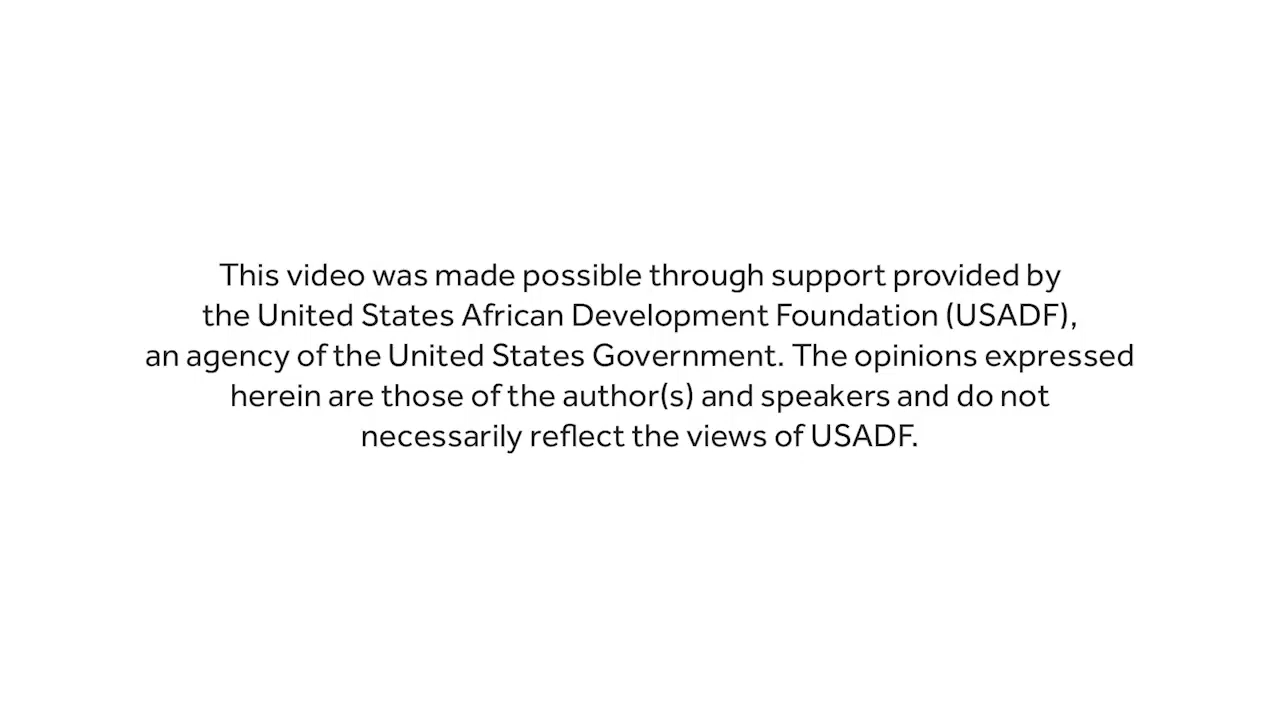 This video was made possible through support provided by
the United States African Development Foundation (USADF),
an agency of the United States Government. The opinions expressed
herein are those of the author(s) and speakers and do not
necessarily reflect the views of USADF.